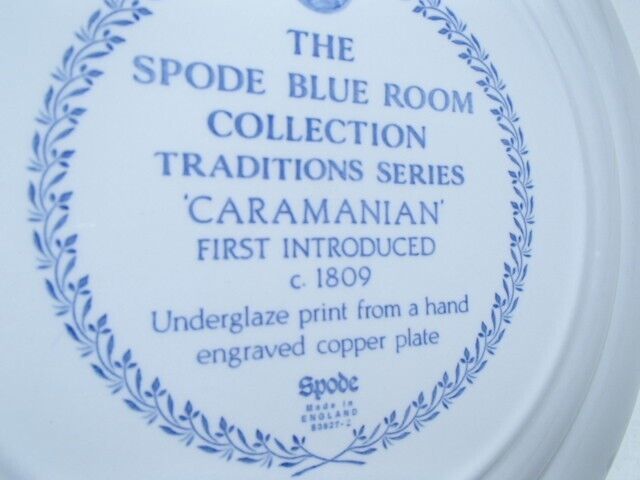 THE
SPODE BLUE ROOM
COLLECTION
TRADITIONS SERIES
'CARAMANIAN'
FIRST INTRODUCED
c. 1809
Underglaze print from a hand
engraved copper plate
Spode
Made in
ENGLAND